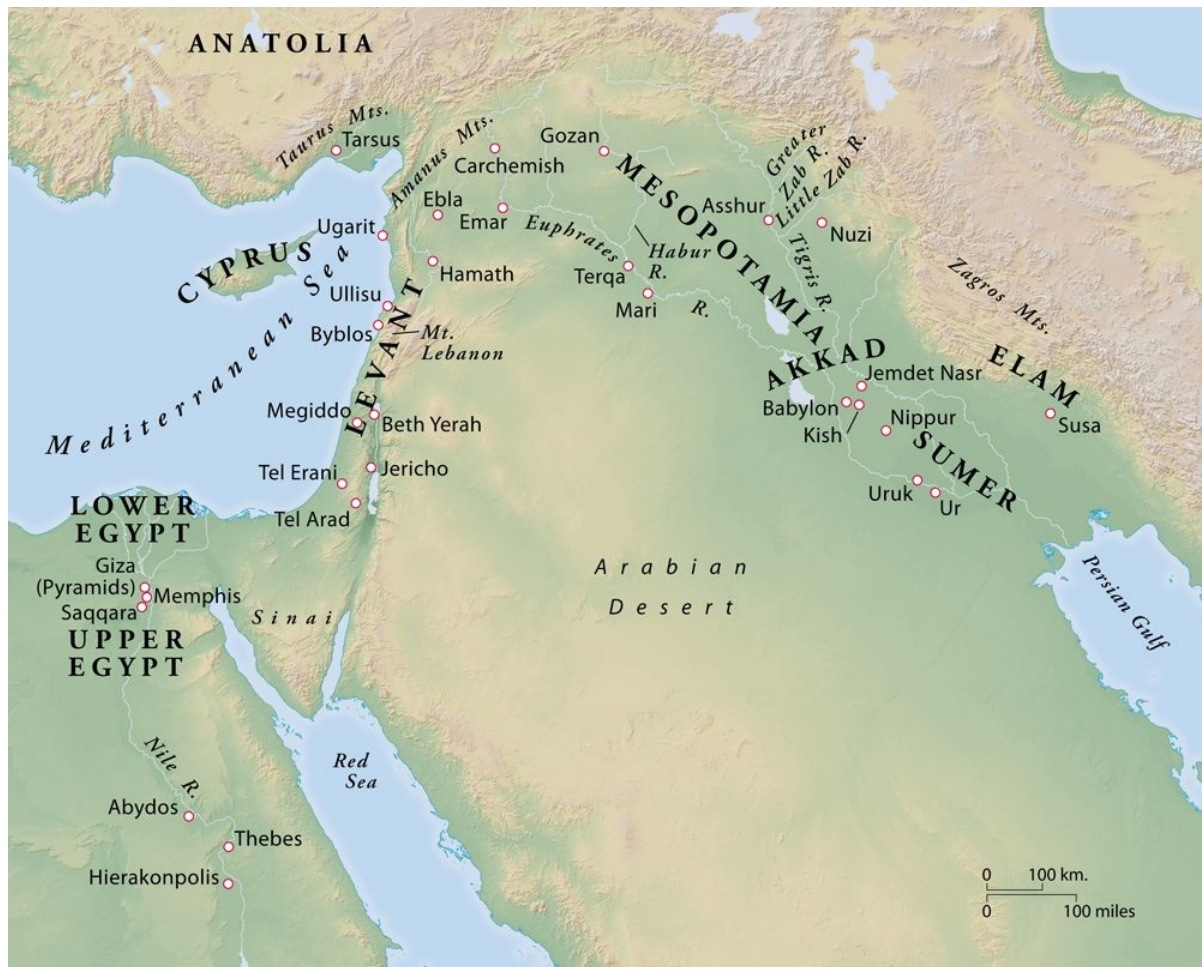 ANATOLIA
Taurus Mts.
Tarsus
Amanus Mts.
Carchemish
Gozan
MESOPOTAMIA
Greater
Zab R.
Little Zab R.
Asshur
Nuzi
Ebla
Emar
Euphrates
R.
Habur
R.
Tigris R.
Ugarit
CYPRUS
Hamath
Terqa
Mari
Zagros Mts.
Ullisu
Byblos
LEVANT
Mt.
Lebanon
Mediterranean Sea
AKKAD
ELAM
Jemdet Nasr
Babylon
Kish
Nippur
Susa
SUMER
Megiddo
Beth Yerah
Tel Erani
Jericho
Tel Arad
Uruk
Ur
LOWER
EGYPT
Giza
(Pyramids)
Memphis
Saqqara
Sinai
UPPER
EGYPT
Arabian
Desert
Persian Gulf
Nile R.
Red
Sea
Abydos
Thebes
Hierakonpolis
0 100 km.
0 100 miles